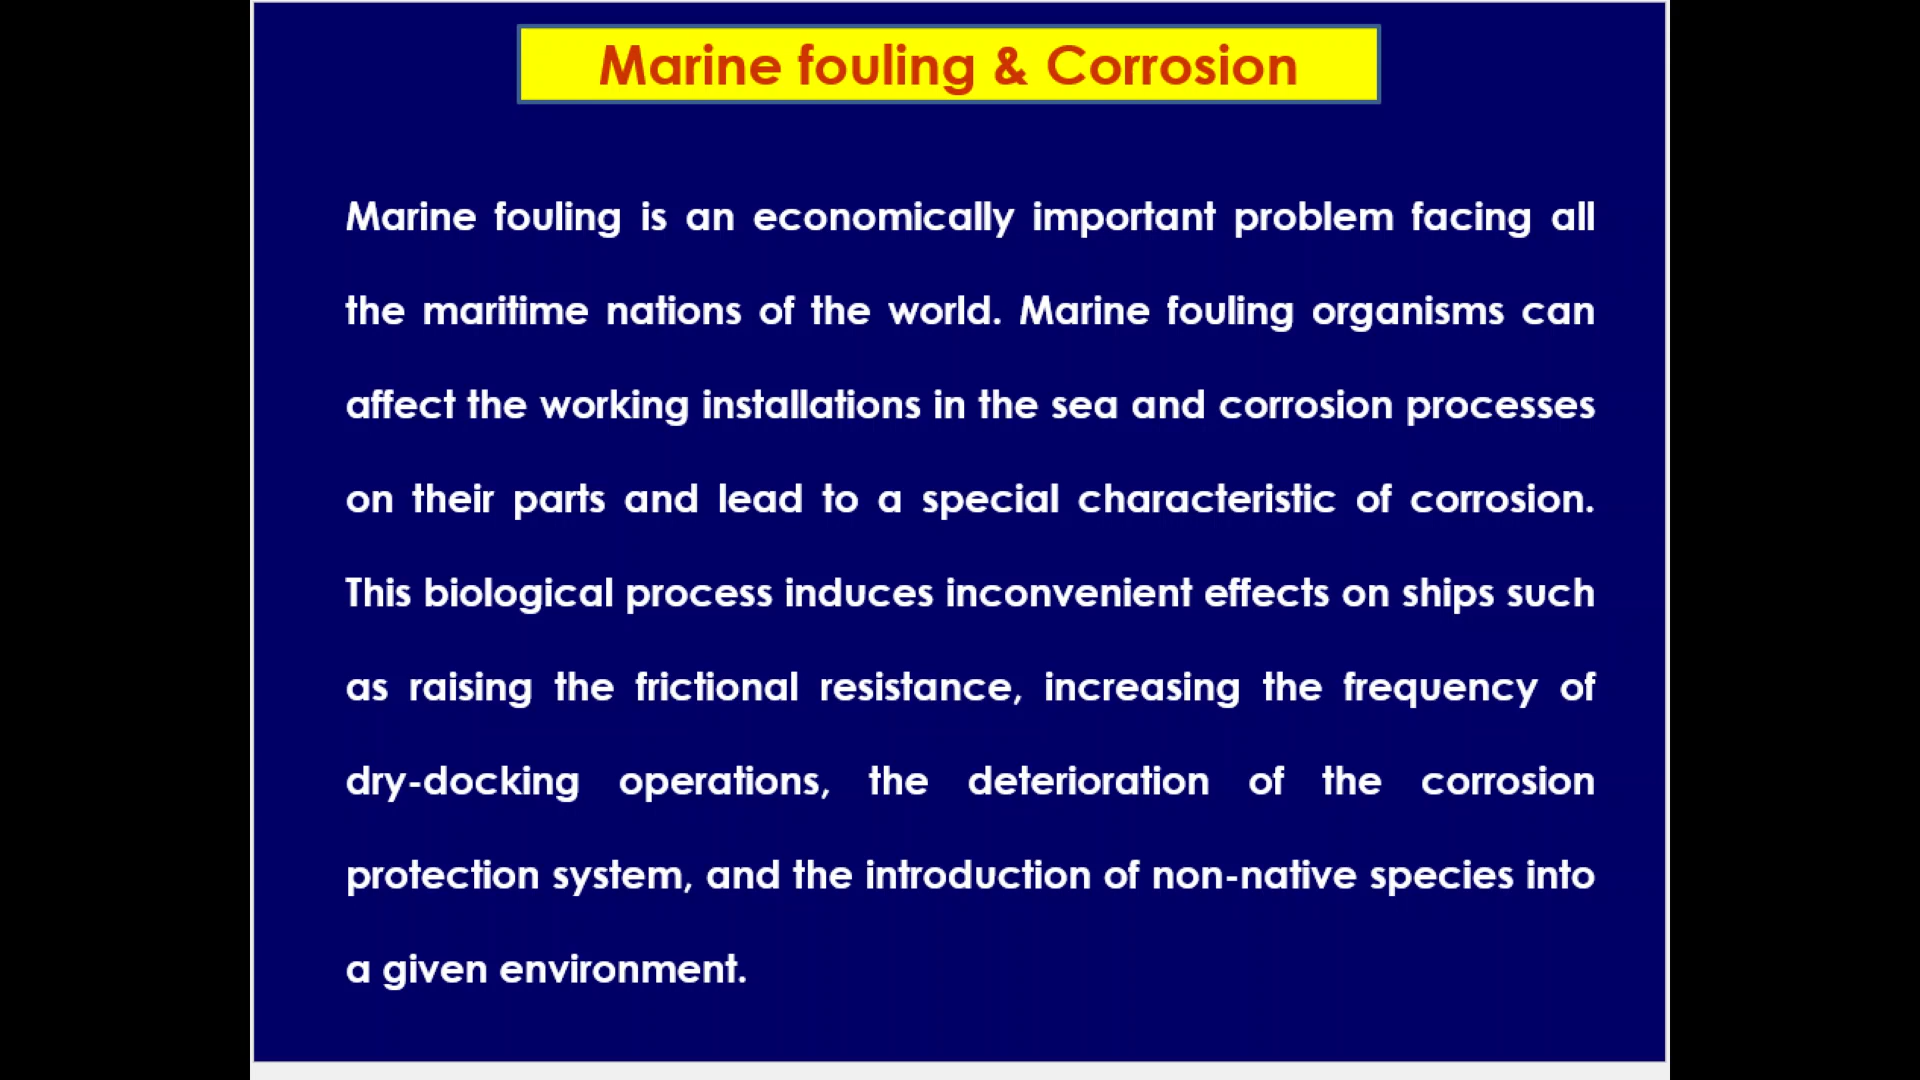 Marine fouling & Corrosion
Marine fouling is an economically important problem facing all
the maritime nations of the world. Marine fouling organisms can
affect the working installations in the sea and corrosion processes
on their parts and lead to a special characteristic of corrosion.
This biological process induces inconvenient effects on ships such
as raising the frictional resistance, increasing the frequency of
dry-docking operations, the deterioration of the corrosion
protection system, and the introduction of non-native species into
a given environment.